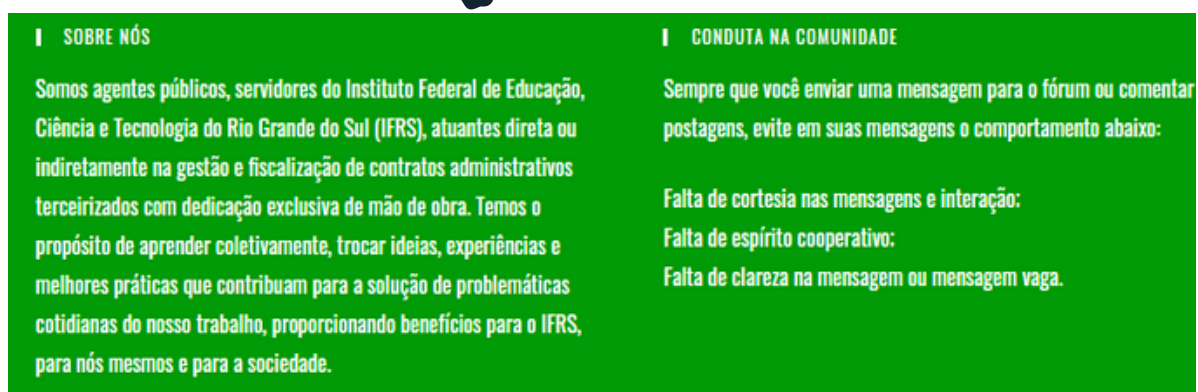 SOBRE NÓS
Somos agentes públicos, servidores do Instituto Federal de Educação,
Ciência e Tecnologia do Rio Grande do Sul (IFRS), atuantes direta ou
indiretamente na gestão e fiscalização de contratos administrativos
terceirizados com dedicação exclusiva de mão de obra. Temos o
propósito de aprender coletivamente, trocar ideias, experiências e
melhores práticas que contribuam para a solução de problemáticas
cotidianas do nosso trabalho, proporcionando benefícios para o IFRS,
para nós mesmos e para a sociedade.
CONDUTA NA COMUNIDADE
Sempre que você enviar uma mensagem para o fórum ou comentar
postagens, evite em suas mensagens o comportamento abaixo:
Falta de cortesia nas mensagens e interação;
Falta de espírito cooperativo;
Falta de clareza na mensagem ou mensagem vaga.